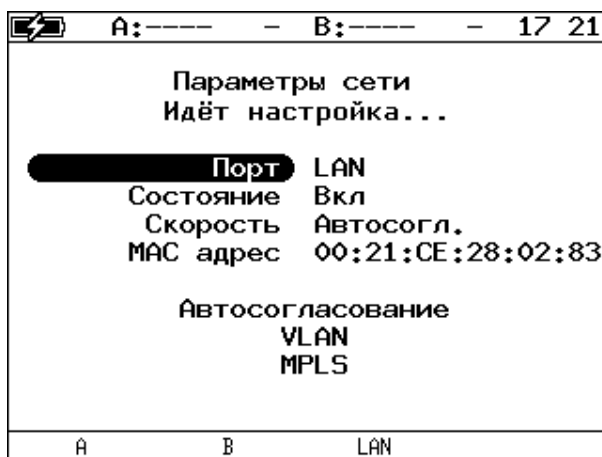 A:---- - B:---- - 17 21
Параметры сети
Идёт настройка...
Порт LAN
Состояние Вкл
Скорость Автосогл.
MAC адрес 00:21:CE:28:02:83
Автосогласование
VLAN
MPLS
A B LAN